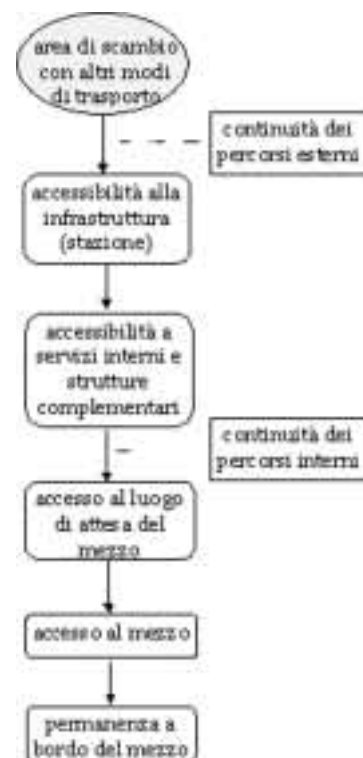 area di scambio
con altri modi
di trasporto
continuità dei
percorsi esterni
accessibilità alla
infrastruttura
(stazione)
accessibilità a
servizi interni e
strutture
complementari
continuità dei
percorsi interni
accesso al luogo
di attesa del
mezzo
accesso al mezzo
permanenza a
bordo del mezzo